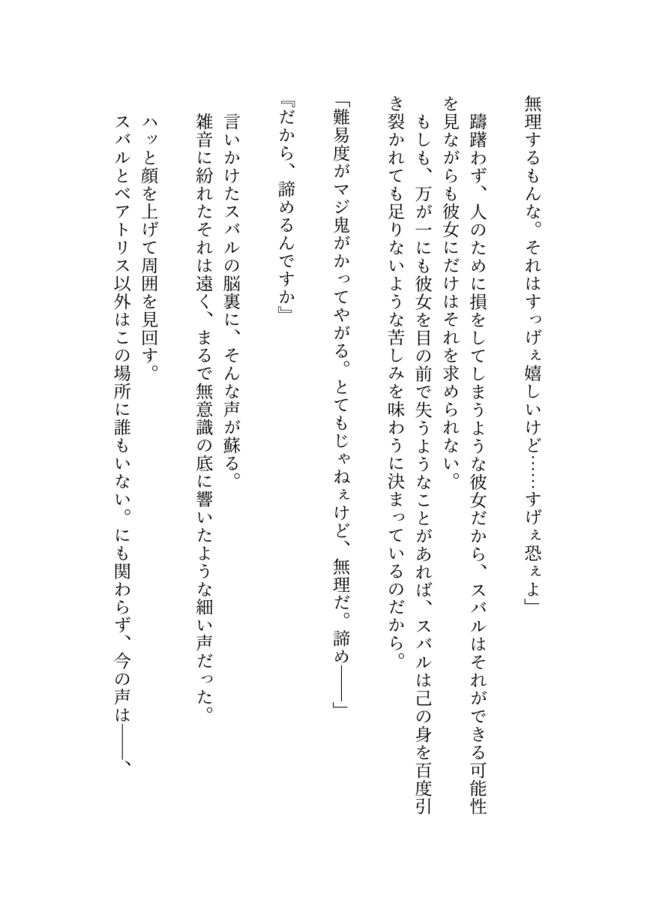 無理するもんな。それはすっげぇ嬉しいけど……すげぇ恐ぇよ」
躊躇わず、人のために損をしてしまうような彼女だから、スバルはそれができる可能性
を見ながらも彼女にだけはそれを求められない。
もしも、万が一にも彼女を目の前で失うようなことがあれば、スバルは己の身を百度引
き裂かれても足りないような苦しみを味わうに決まっているのだから。
「難易度がマジ鬼がかってやがる。とてもじゃねぇけど、無理だ。諦め――」
『だから、諦めるんですか』
言いかけたスバルの脳裏に、そんな声が蘇る。
雑音に紛れたそれは遠く、まるで無意識の底に響いたような細い声だった。
ハッと顔を上げて周囲を見回す。
スバルとベアトリス以外はこの場所に誰もいない。にも関わらず、今の声は――、